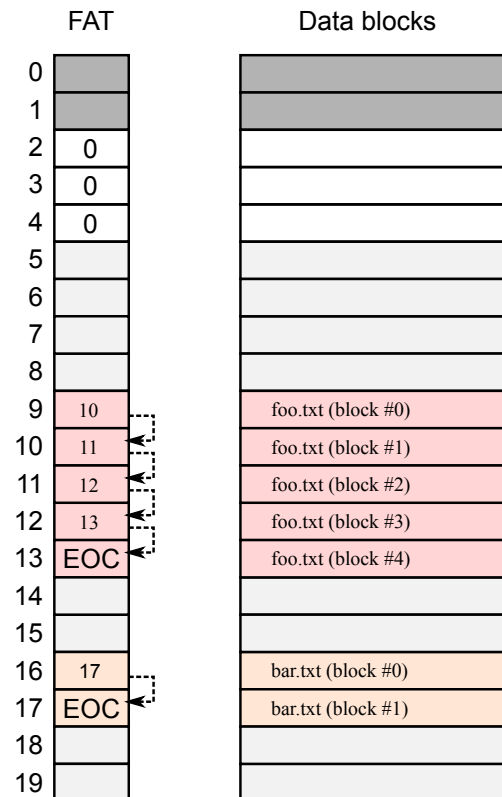 FAT Data blocks
0
1
2 0
3 0
4 0
5
6
7
8
9 10 foo.txt (block #0)
10 11 foo.txt (block #1)
11 12 foo.txt (block #2)
12 13 foo.txt (block #3)
13 EOC foo.txt (block #4)
14
15
16 17 bar.txt (block #0)
17 EOC bar.txt (block #1)
18
19